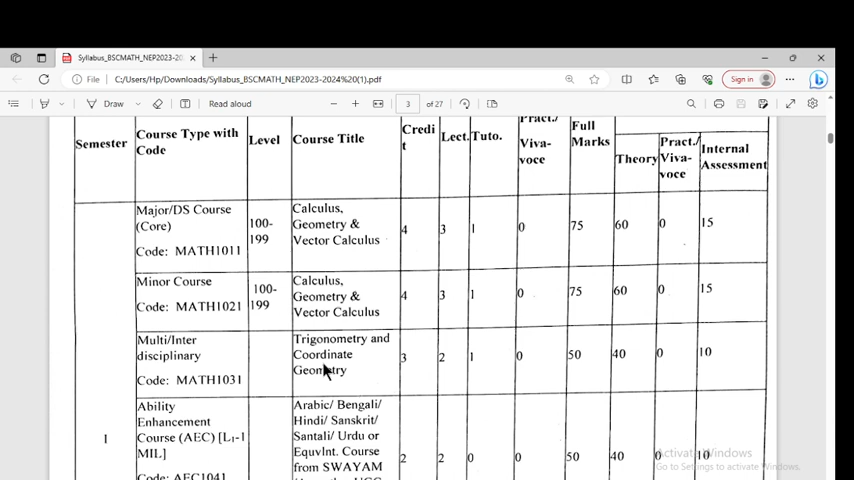 Syllabus_BSCMATH_NEP2023-20
File C:/Users/Hp/Downloads/Syllabus_BSCMATH_NEP2023-2024%20(1).pdf
Sign in
Draw
Read aloud
3 of 27
Semester
Course Type with
Code
Level
Course Title
Credi
t
Lect.
Tuto.
Pract./
Viva-
voce
Full
Marks
Theory
Pract./
Viva-
voce
Internal
Assessment
I
Major/DS Course
(Core)
Code: MATH1011
100-
199
Calculus,
Geometry &
Vector Calculus
4
3
1
0
75
60
0
15
Minor Course
Code: MATH1021
100-
199
Calculus,
Geometry &
Vector Calculus
4
3
1
0
75
60
0
15
Multi/Inter
disciplinary
Code: MATH1031
Trigonometry and
Coordinate
Geometry
3
2
1
0
50
40
0
10
Ability
Enhancement
Course (AEC) [L1-1
MIL]
Code: AEC1041
Arabic/ Bengali/
Hindi/ Sanskrit/
Santali/ Urdu or
Equvlnt. Course
from SWAYAM
2
2
0
0
50
40
0
10
Activate Windows
Go to Settings to activate Windows.